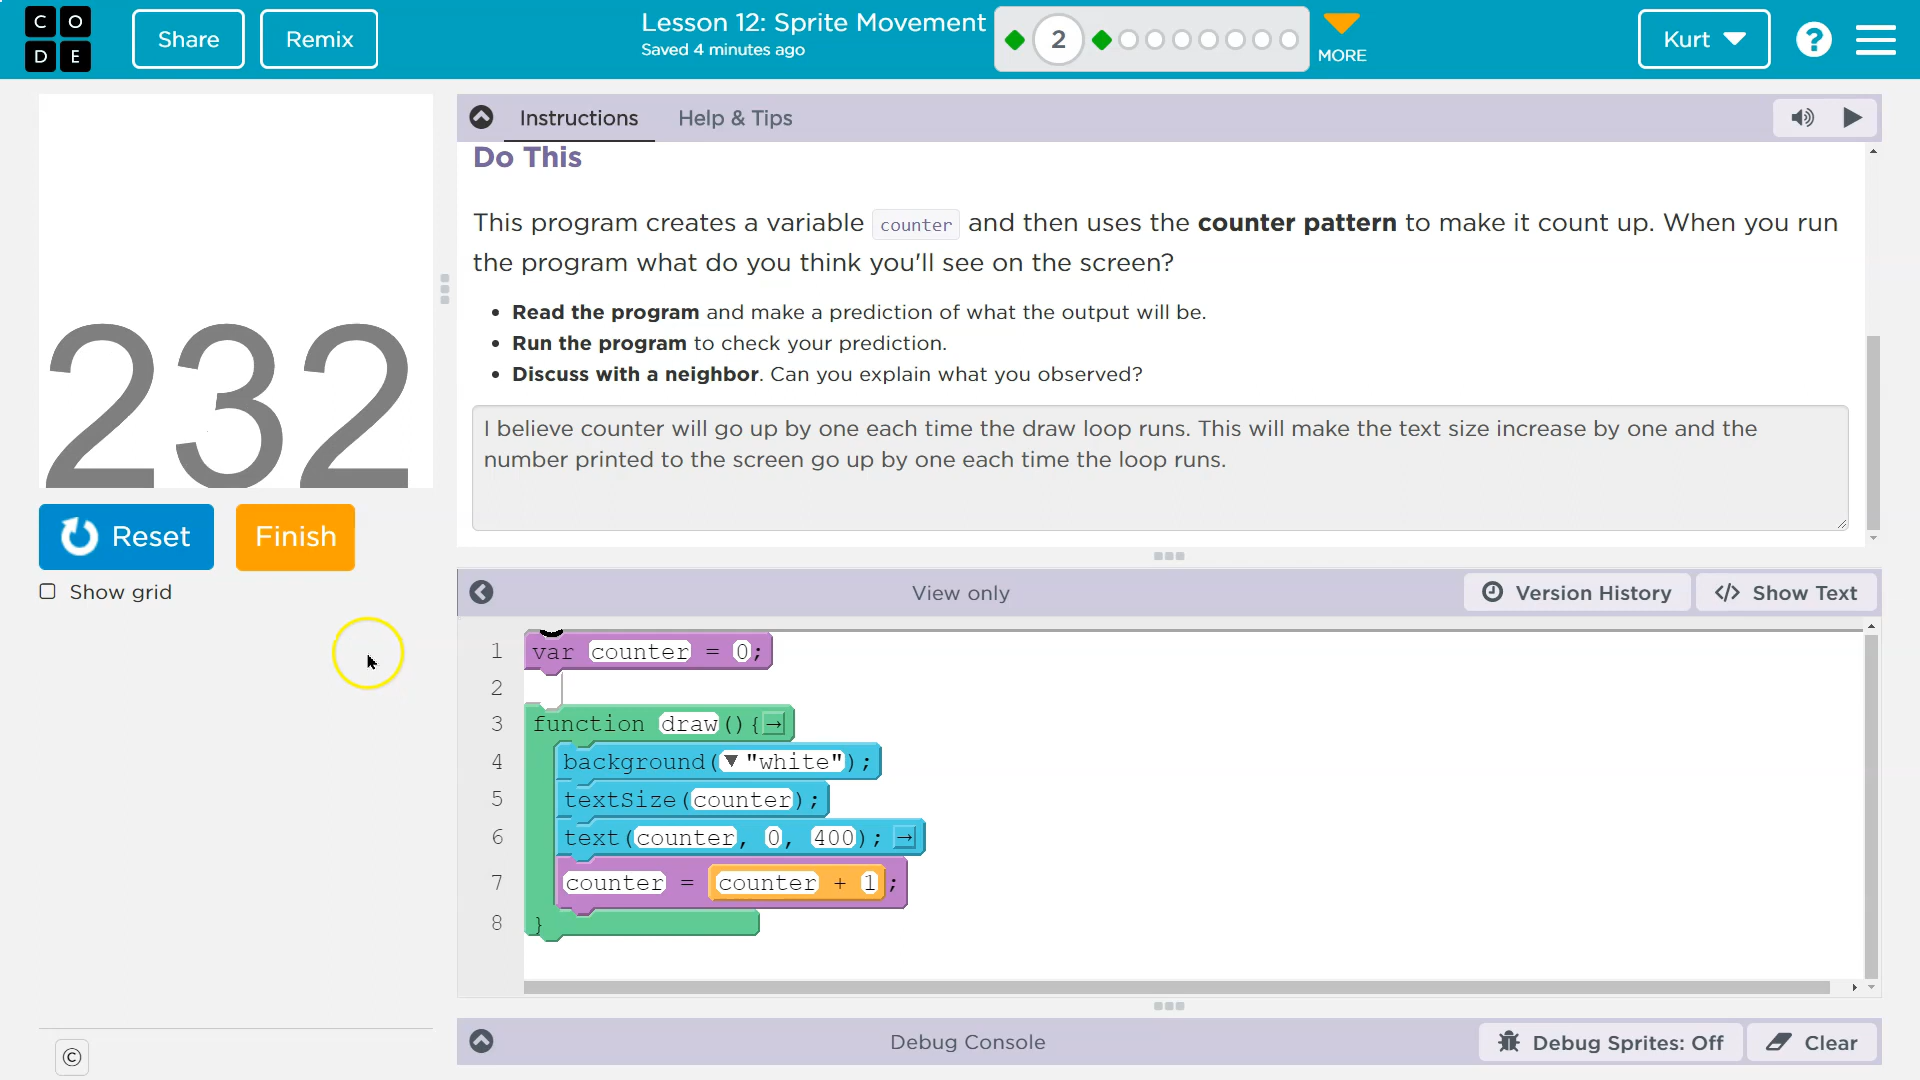 CODE
Share
Remix
Lesson 12: Sprite Movement
Saved 4 minutes ago
2
MORE
Kurt
?
Instructions
Help & Tips
Do This
This program creates a variable counter and then uses the counter pattern to make it count up. When you run
the program what do you think you'll see on the screen?
• Read the program and make a prediction of what the output will be.
• Run the program to check your prediction.
• Discuss with a neighbor. Can you explain what you observed?
I believe counter will go up by one each time the draw loop runs. This will make the text size increase by one and the
number printed to the screen go up by one each time the loop runs.
232
Reset
Finish
Show grid
View only
Version History
</> Show Text
1 var counter = 0;
2
3 function draw(){→
4 background(▼"white");
5 textSize(counter);
6 text(counter, 0, 400); →
7 counter = counter + 1;
8 }
Debug Console
Debug Sprites: Off
Clear
©